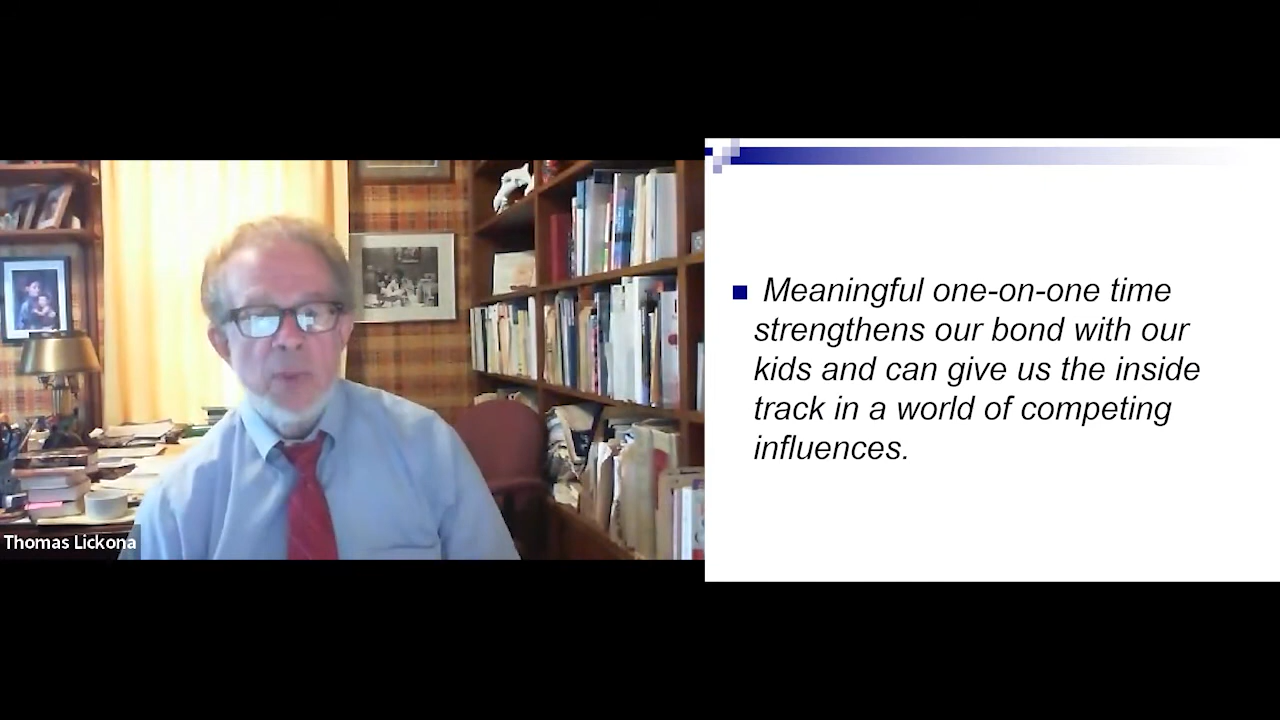 Thomas Lickona
Meaningful one-on-one time
strengthens our bond with our
kids and can give us the inside
track in a world of competing
influences.